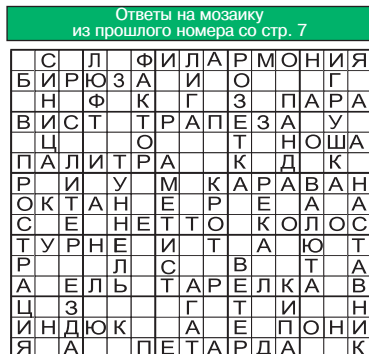 Ответы на мозаику
из прошлого номера со стр. 7
С Л ФИЛАРМОНИЯ
БИРЮЗА И О Г
Н Ф К Г З ПАРА
ВИСТ ТРАПЕЗА У
Ц О Т НОША
ПАЛИТРА К Д К
Р И У М КАРАВАН
ОКТАН Е Р Е А А
С Е НЕТТО КОЛОС
ТУРНЕ И Т А Ю Т
Р Л С В Т А
А ЕЛЬ ТАРЕЛКА В
Ц З Г Т И Н
ИНДЮК А Е ПОНИ
Я А ПЕТАРДА К